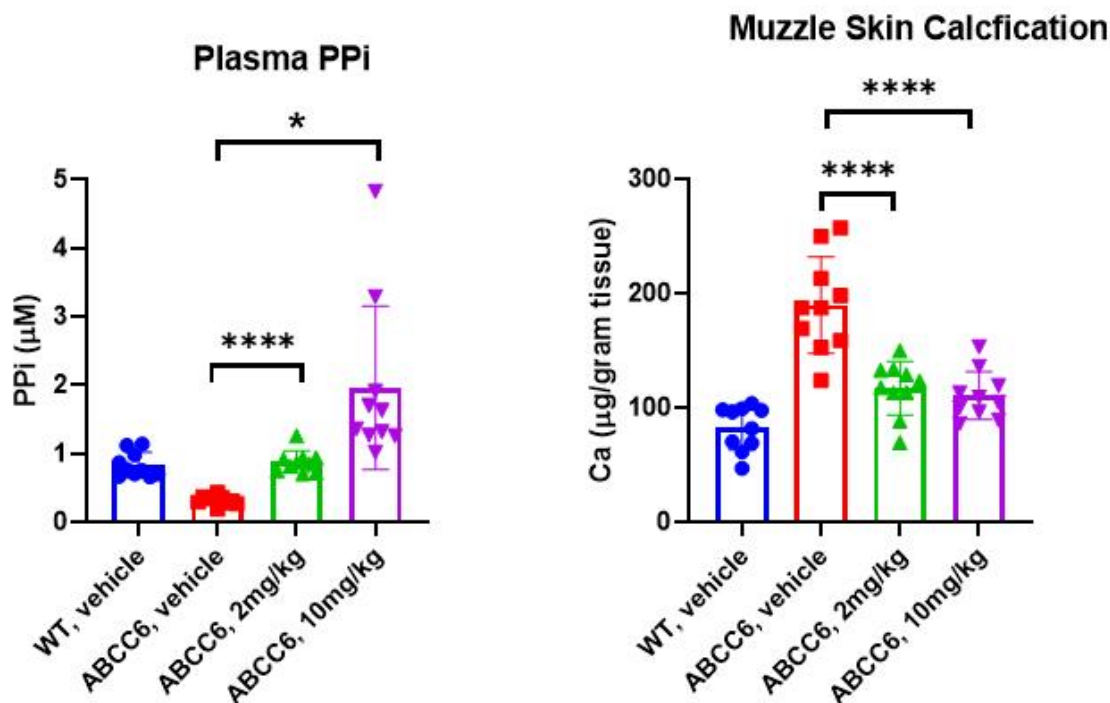 Plasma PPi
*
5
4
3
2
1
0
PPi (μM)
****
WT, vehicle
ABCC6, vehicle
ABCC6, 2mg/kg
ABCC6, 10mg/kg
Muzzle Skin Calcfication
****
****
300
200
100
0
Ca (μg/gram tissue)
WT, vehicle
ABCC6, vehicle
ABCC6, 2mg/kg
ABCC6, 10mg/kg